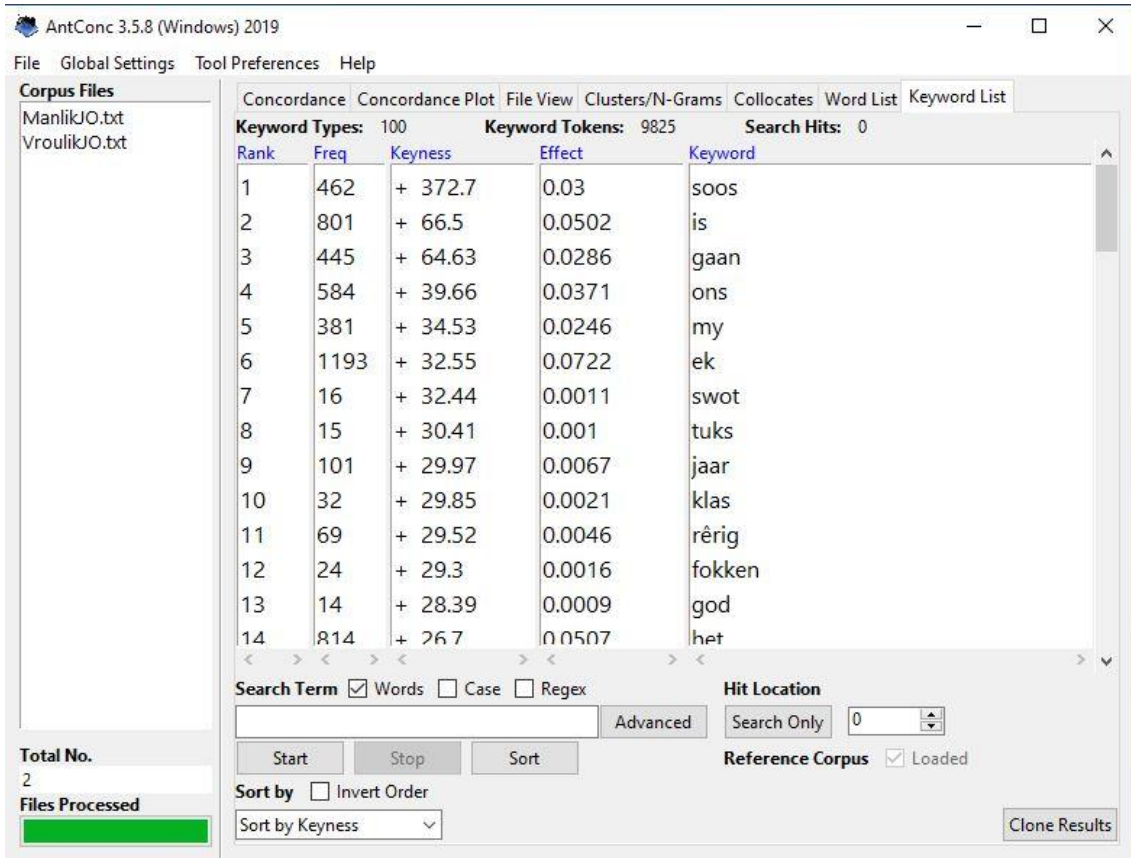 AntConc 3.5.8 (Windows) 2019
File Global Settings Tool Preferences Help
Corpus Files
ManlikJO.txt
VroulikJO.txt
Concordance Concordance Plot File View Clusters/N-Grams Collocates Word List Keyword List
Keyword Types: 100 Keyword Tokens: 9825 Search Hits: 0
Rank Freq Keyness Effect Keyword
1 462 + 372.7 0.03 soos
2 801 + 66.5 0.0502 is
3 445 + 64.63 0.0286 gaan
4 584 + 39.66 0.0371 ons
5 381 + 34.53 0.0246 my
6 1193 + 32.55 0.0722 ek
7 16 + 32.44 0.0011 swot
8 15 + 30.41 0.001 tuks
9 101 + 29.97 0.0067 jaar
10 32 + 29.85 0.0021 klas
11 69 + 29.52 0.0046 rêrig
12 24 + 29.3 0.0016 fokken
13 14 + 28.39 0.0009 god
14 814 + 26.7 0.0507 het
Search Term Words Case Regex Hit Location
Advanced Search Only 0
Start Stop Sort Reference Corpus Loaded
Sort by Invert Order
Sort by Keyness Clone Results
Total No.
2
Files Processed